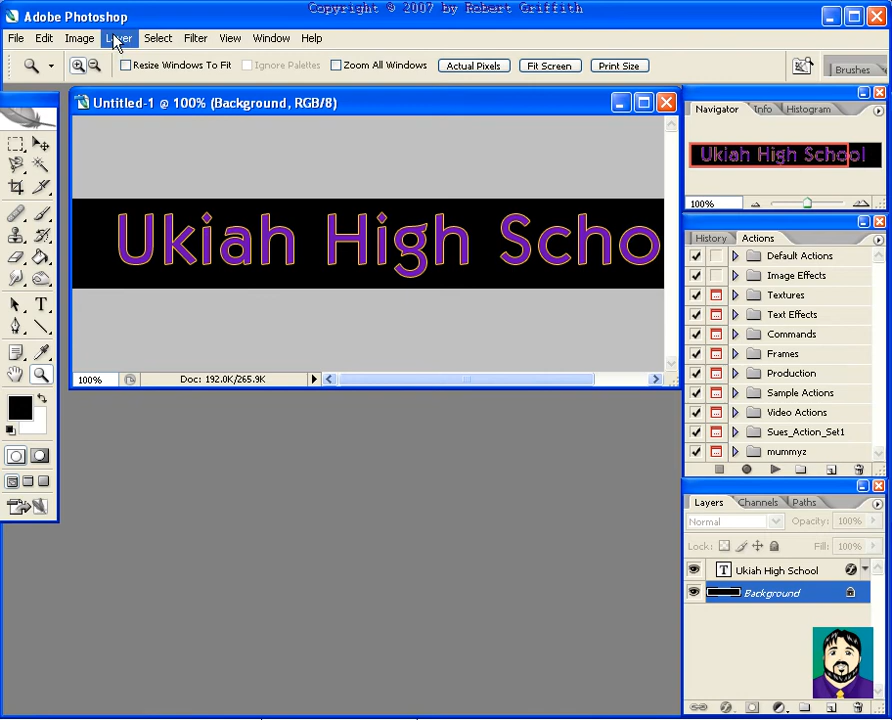 Copyright © 2007 by Robert Griffith
Adobe Photoshop
File Edit Image Layer Select Filter View Window Help
Resize Windows To Fit Ignore Palettes Zoom All Windows Actual Pixels Fit Screen Print Size Brushes
Untitled-1 @ 100% (Background, RGB/8)
Ukiah High Scho
100% Doc: 192.0K/265.9K
Navigator Info Histogram
Ukiah High School
100%
History Actions
Default Actions
Image Effects
Textures
Text Effects
Commands
Frames
Production
Sample Actions
Video Actions
Sues_Action_Set1
mummyz
Layers Channels Paths
Normal Opacity: 100%
Lock: Fill: 100%
T Ukiah High School
Background